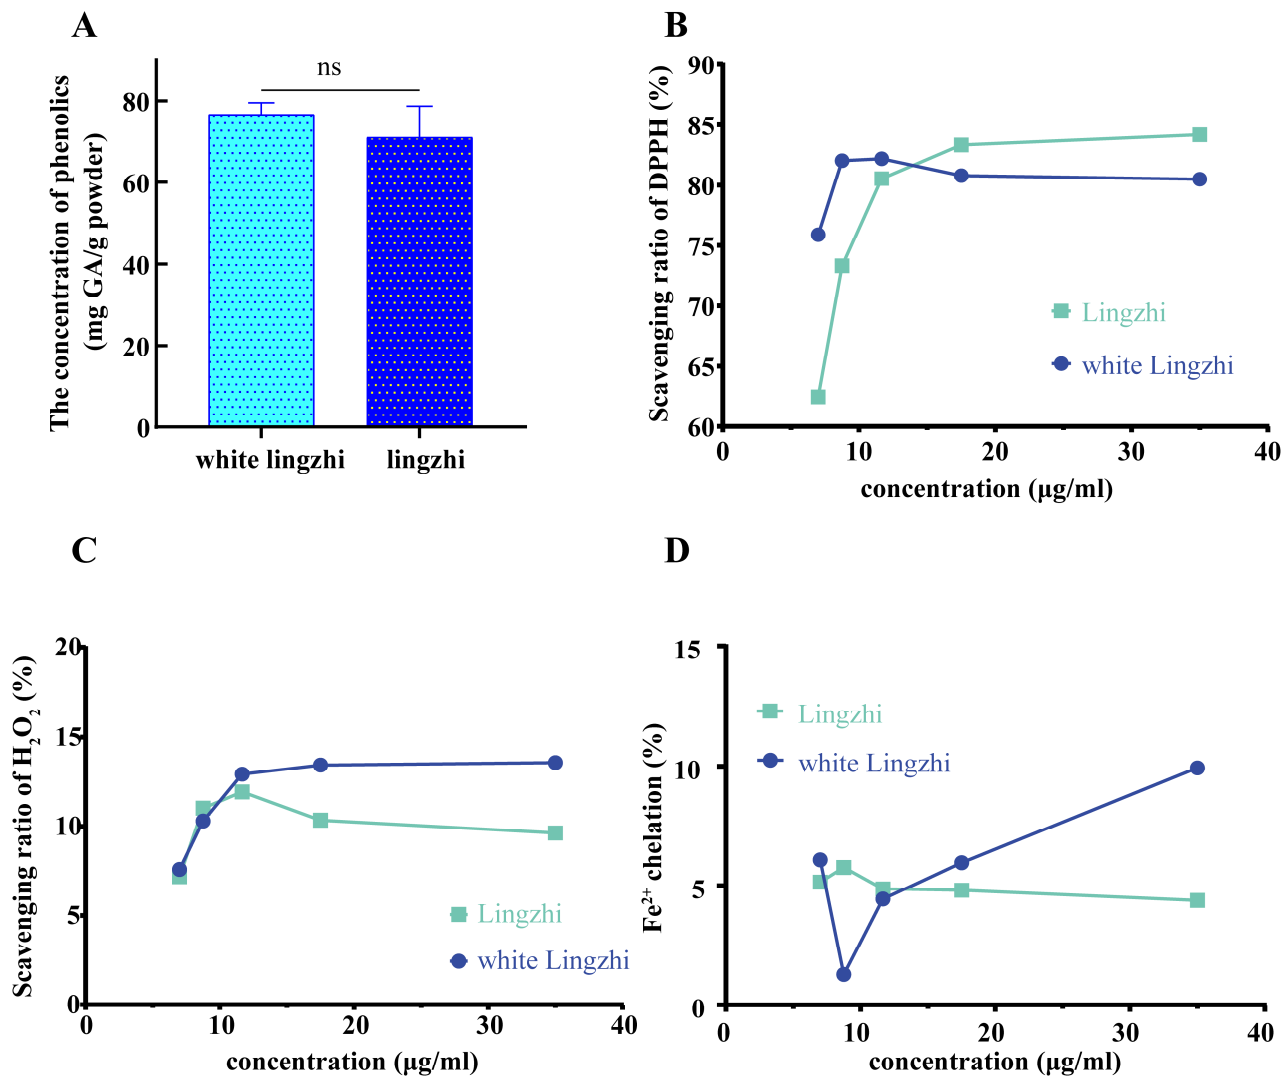 A
The concentration of phenolics
(mg GA/g powder)
80
60
40
20
0
ns
white lingzhi
lingzhi
B
Scavenging ratio of DPPH (%)
90
85
80
75
70
65
60
0
10
20
30
40
Lingzhi
white Lingzhi
concentration (μg/ml)
C
Scavenging ratio of H₂O₂ (%)
20
15
10
5
0
0
10
20
30
40
Lingzhi
white Lingzhi
concentration (μg/ml)
D
Fe²⁺ chelation (%)
15
10
5
0
0
10
20
30
40
Lingzhi
white Lingzhi
concentration (μg/ml)